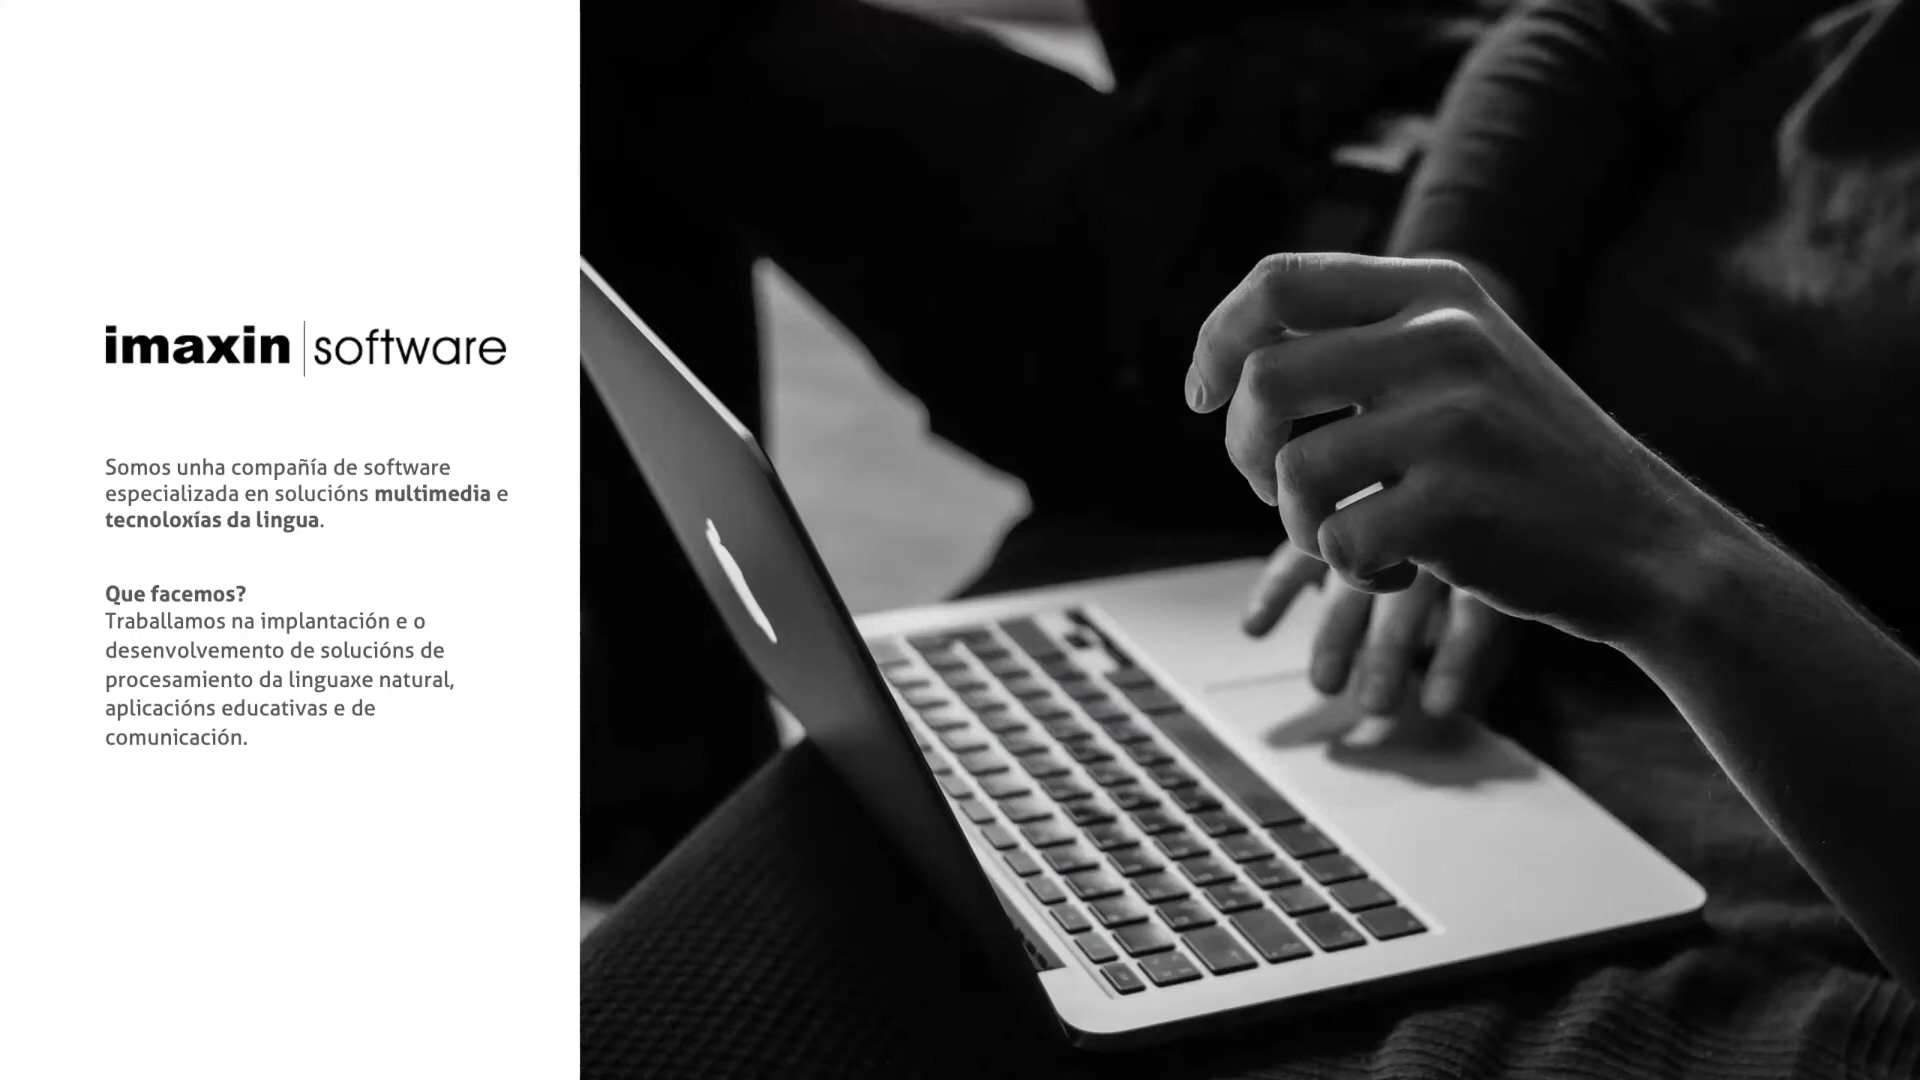 imaxin software
Somos unha compañía de software
especializada en solucións multimedia e
tecnoloxías da lingua.
Que facemos?
Traballamos na implantación e o
desenvolvemento de solucións de
procesamiento da linguaxe natural,
aplicacións educativas e de
comunicación.